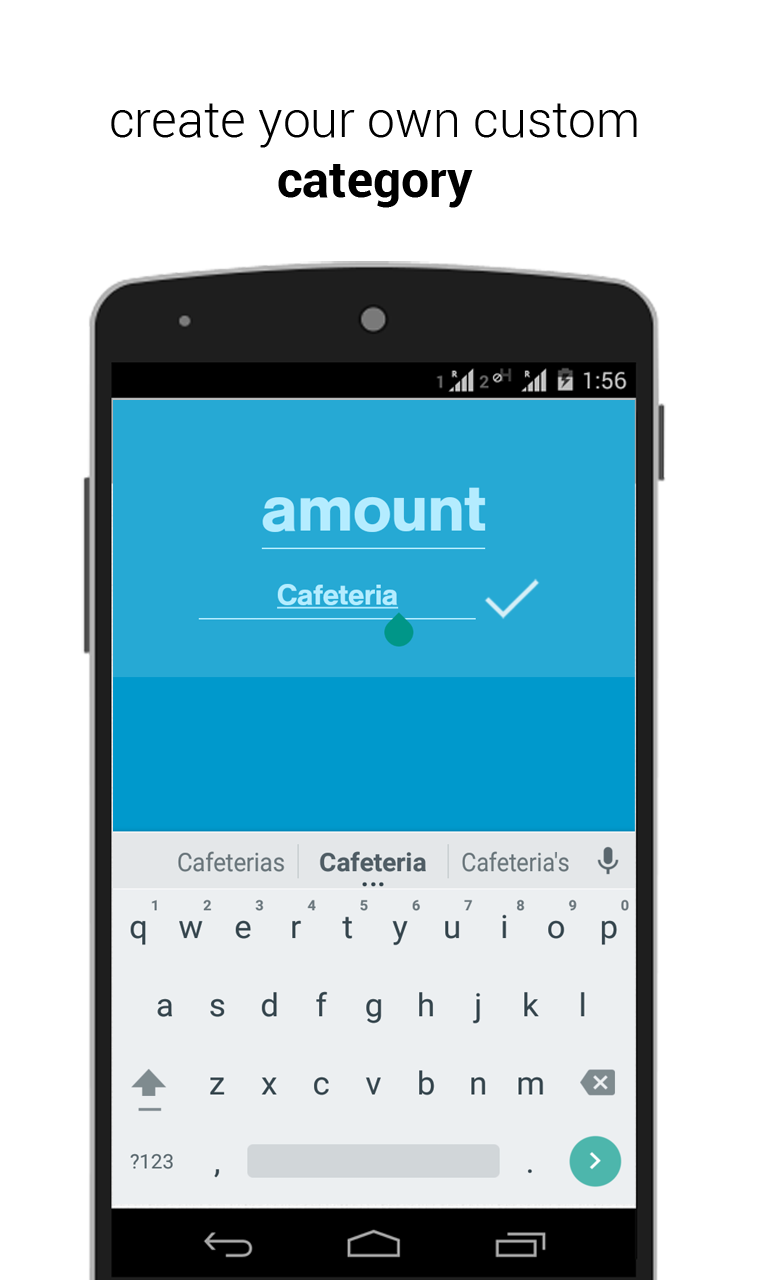 create your own custom
category
1 R 2 H R 1:56
amount
Cafeteria
Cafeterias Cafeteria Cafeteria's
1 2 3 4 5 6 7 8 9 0
q w e r t y u i o p
a s d f g h j k l
z x c v b n m
?123 , .